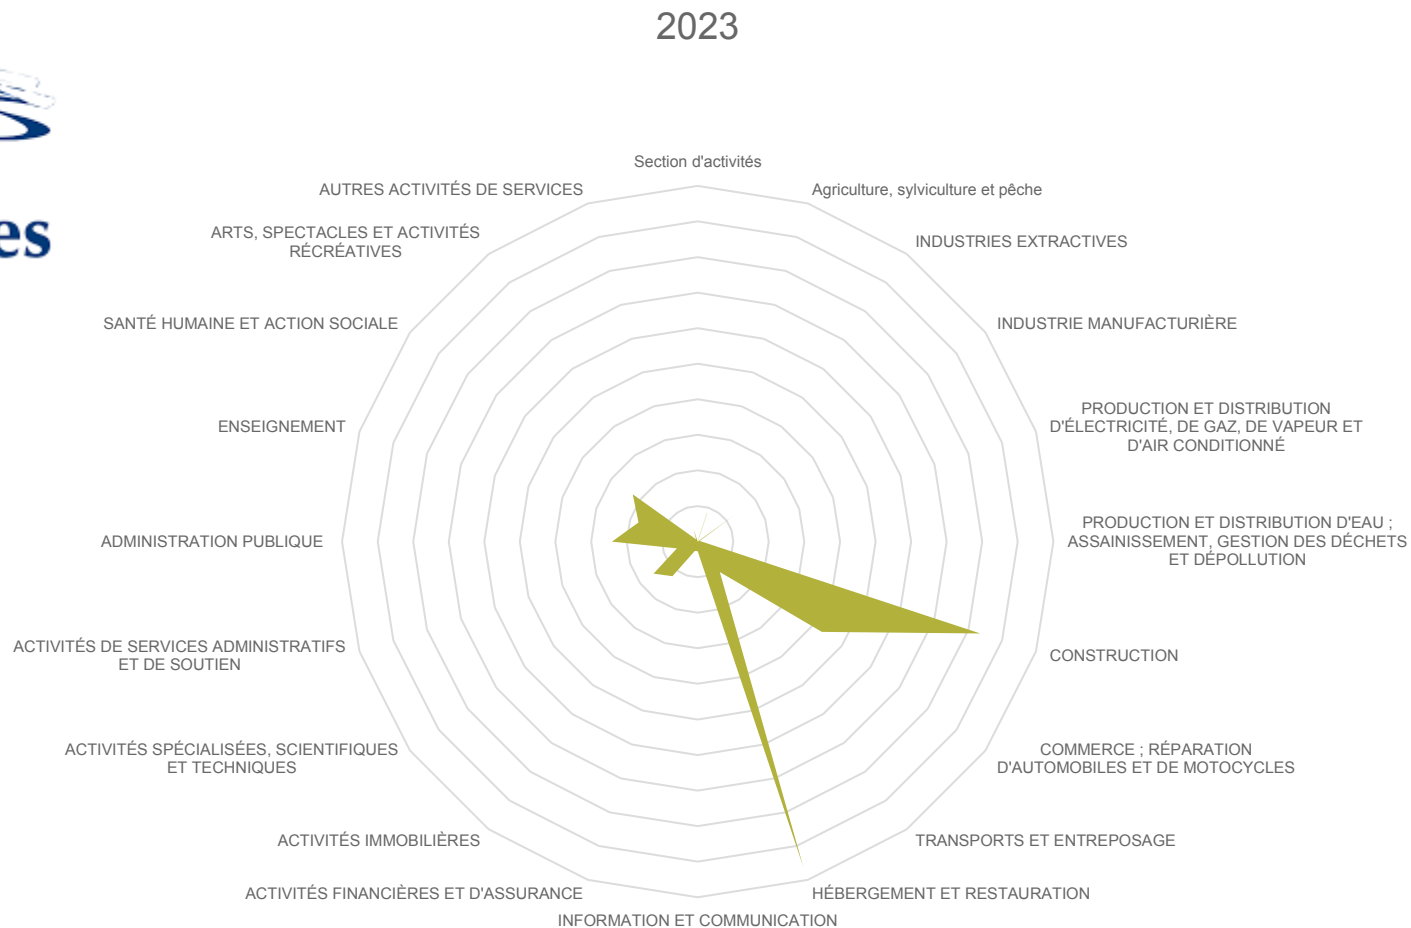 2023
es
Section d'activités
AUTRES ACTIVITÉS DE SERVICES
Agriculture, sylviculture et pêche
ARTS, SPECTACLES ET ACTIVITÉS
RÉCRÉATIVES
INDUSTRIES EXTRACTIVES
SANTÉ HUMAINE ET ACTION SOCIALE
INDUSTRIE MANUFACTURIÈRE
ENSEIGNEMENT
PRODUCTION ET DISTRIBUTION
D'ÉLECTRICITÉ, DE GAZ, DE VAPEUR ET
D'AIR CONDITIONNÉ
ADMINISTRATION PUBLIQUE
PRODUCTION ET DISTRIBUTION D'EAU ;
ASSAINISSEMENT, GESTION DES DÉCHETS
ET DÉPOLLUTION
ACTIVITÉS DE SERVICES ADMINISTRATIFS
ET DE SOUTIEN
CONSTRUCTION
ACTIVITÉS SPÉCIALISÉES, SCIENTIFIQUES
ET TECHNIQUES
COMMERCE ; RÉPARATION
D'AUTOMOBILES ET DE MOTOCYCLES
ACTIVITÉS IMMOBILIÈRES
TRANSPORTS ET ENTREPOSAGE
ACTIVITÉS FINANCIÈRES ET D'ASSURANCE
HÉBERGEMENT ET RESTAURATION
INFORMATION ET COMMUNICATION